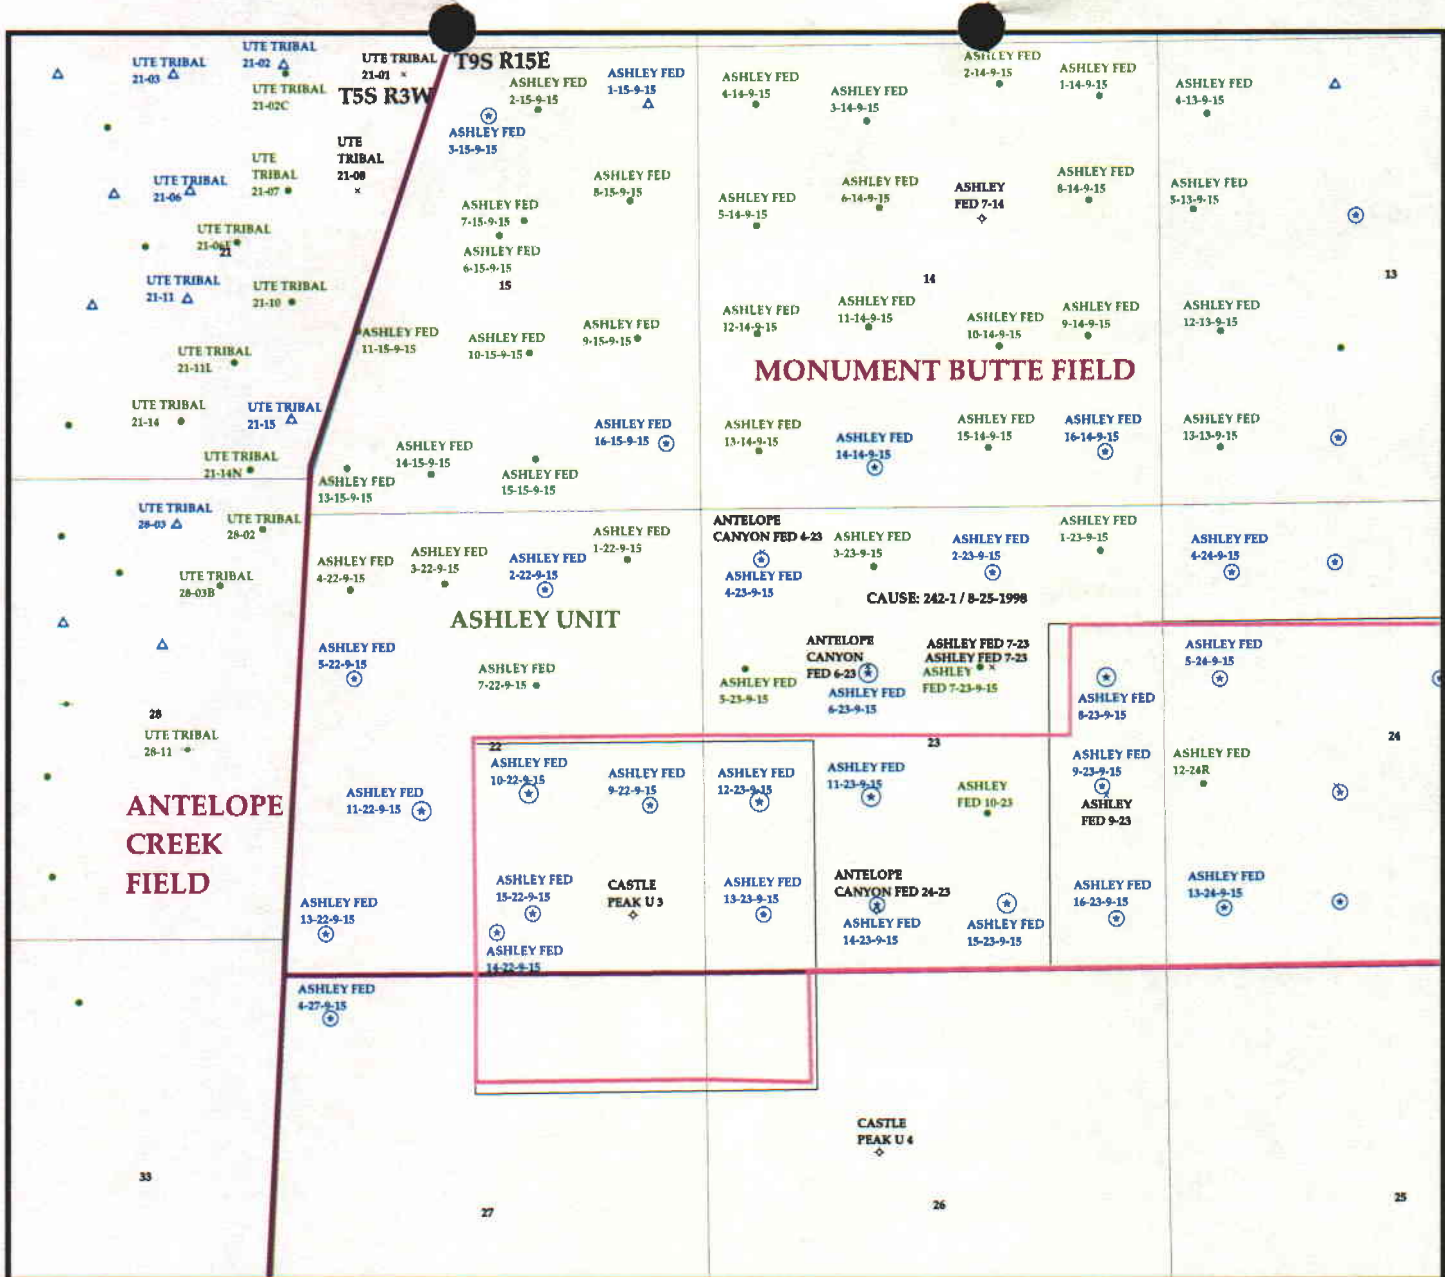 UTE TRIBAL
21-03
UTE TRIBAL
21-02
UTE TRIBAL
21-02C
UTE TRIBAL
21-01
T9S R15E
T5S R3W
ASHLEY FED
2-15-9-15
ASHLEY FED
1-15-9-15
ASHLEY FED
3-15-9-15
ASHLEY FED
4-14-9-15
ASHLEY FED
3-14-9-15
ASHLEY FED
2-14-9-15
ASHLEY FED
1-14-9-15
ASHLEY FED
4-13-9-15
UTE TRIBAL
21-06
UTE
TRIBAL
21-07
UTE
TRIBAL
21-08
UTE TRIBAL
21-06E
21
ASHLEY FED
8-15-9-15
ASHLEY FED
7-15-9-15
ASHLEY FED
6-15-9-15
15
ASHLEY FED
5-14-9-15
ASHLEY FED
6-14-9-15
ASHLEY
FED 7-14
ASHLEY FED
8-14-9-15
ASHLEY FED
5-13-9-15
14
13
UTE TRIBAL
21-11
UTE TRIBAL
21-10
UTE TRIBAL
21-11L
ASHLEY FED
11-15-9-15
ASHLEY FED
10-15-9-15
ASHLEY FED
9-15-9-15
ASHLEY FED
12-14-9-15
ASHLEY FED
11-14-9-15
ASHLEY FED
10-14-9-15
ASHLEY FED
9-14-9-15
ASHLEY FED
12-13-9-15
MONUMENT BUTTE FIELD
UTE TRIBAL
21-14
UTE TRIBAL
21-15
UTE TRIBAL
21-14N
ASHLEY FED
13-15-9-15
ASHLEY FED
14-15-9-15
ASHLEY FED
15-15-9-15
ASHLEY FED
16-15-9-15
ASHLEY FED
13-14-9-15
ASHLEY FED
14-14-9-15
ASHLEY FED
15-14-9-15
ASHLEY FED
16-14-9-15
ASHLEY FED
13-13-9-15
UTE TRIBAL
28-03
UTE TRIBAL
28-02
UTE TRIBAL
28-03B
ASHLEY FED
4-22-9-15
ASHLEY FED
3-22-9-15
ASHLEY FED
2-22-9-15
ASHLEY FED
1-22-9-15
ANTELOPE
CANYON FED 4-23
ASHLEY FED
4-23-9-15
ASHLEY FED
3-23-9-15
ASHLEY FED
2-23-9-15
ASHLEY FED
1-23-9-15
ASHLEY FED
4-24-9-15
CAUSE: 242-1 / 8-25-1998
ASHLEY UNIT
ASHLEY FED
5-22-9-15
ASHLEY FED
7-22-9-15
ASHLEY FED
5-23-9-15
ANTELOPE
CANYON
FED 6-23
ASHLEY FED
6-23-9-15
ASHLEY FED 7-23
ASHLEY FED 7-23
ASHLEY
FED 7-23-9-15
ASHLEY FED
8-23-9-15
ASHLEY FED
5-24-9-15
28
UTE TRIBAL
28-11
22
23
24
ASHLEY FED
10-22-9-15
ASHLEY FED
9-22-9-15
ASHLEY FED
12-23-9-15
ASHLEY FED
11-23-9-15
ASHLEY
FED 10-23
ASHLEY FED
9-23-9-15
ASHLEY
FED 9-23
ASHLEY FED
12-24R
ANTELOPE
CREEK
FIELD
ASHLEY FED
11-22-9-15
ASHLEY FED
13-22-9-15
ASHLEY FED
15-22-9-15
ASHLEY FED
14-22-9-15
CASTLE
PEAK U 3
ASHLEY FED
13-23-9-15
ANTELOPE
CANYON FED 24-23
ASHLEY FED
14-23-9-15
ASHLEY FED
15-23-9-15
ASHLEY FED
16-23-9-15
ASHLEY FED
13-24-9-15
ASHLEY FED
4-27-9-15
CASTLE
PEAK U 4
33
27
26
25